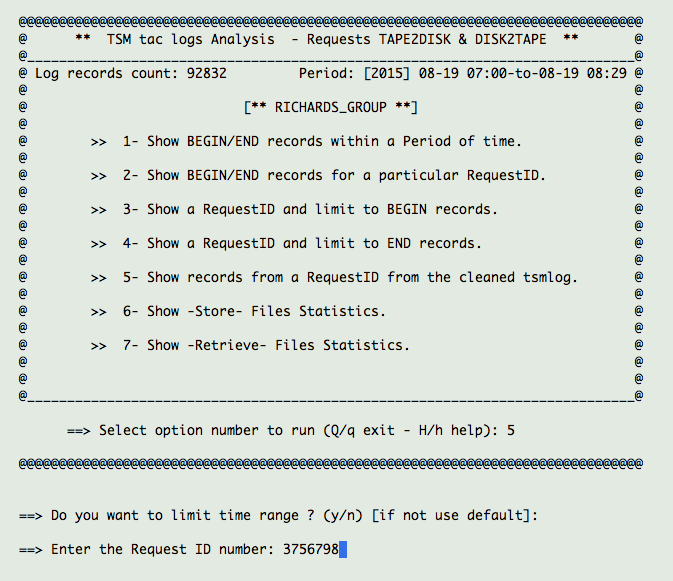 @@@@@@@@@@@@@@@@@@@@@@@@@@@@@@@@@@@@@@@@@@@@@@@@@@@@@@@@@@@@@@@@@@@@@@@@@@@@@@
@      **  TSM tac logs Analysis  - Requests TAPE2DISK & DISK2TAPE  **       @
@____________________________________________________________________________@
@ Log records count: 92832         Period: [2015] 08-19 07:00-to-08-19 08:29 @
@                                                                            @
@                           [** RICHARDS_GROUP **]                           @
@                                                                            @
@        >>  1- Show BEGIN/END records within a Period of time.              @
@                                                                            @
@        >>  2- Show BEGIN/END records for a particular RequestID.           @
@                                                                            @
@        >>  3- Show a RequestID and limit to BEGIN records.                 @
@                                                                            @
@        >>  4- Show a RequestID and limit to END records.                   @
@                                                                            @
@        >>  5- Show records from a RequestID from the cleaned tsmlog.       @
@                                                                            @
@        >>  6- Show -Store- Files Statistics.                               @
@                                                                            @
@        >>  7- Show -Retrieve- Files Statistics.                            @
@                                                                            @
@                                                                            @
@____________________________________________________________________________@
==> Select option number to run (Q/q exit - H/h help): 5
@@@@@@@@@@@@@@@@@@@@@@@@@@@@@@@@@@@@@@@@@@@@@@@@@@@@@@@@@@@@@@@@@@@@@@@@@@@@@@
==> Do you want to limit time range ? (y/n) [if not use default]:
==> Enter the Request ID number: 3756798